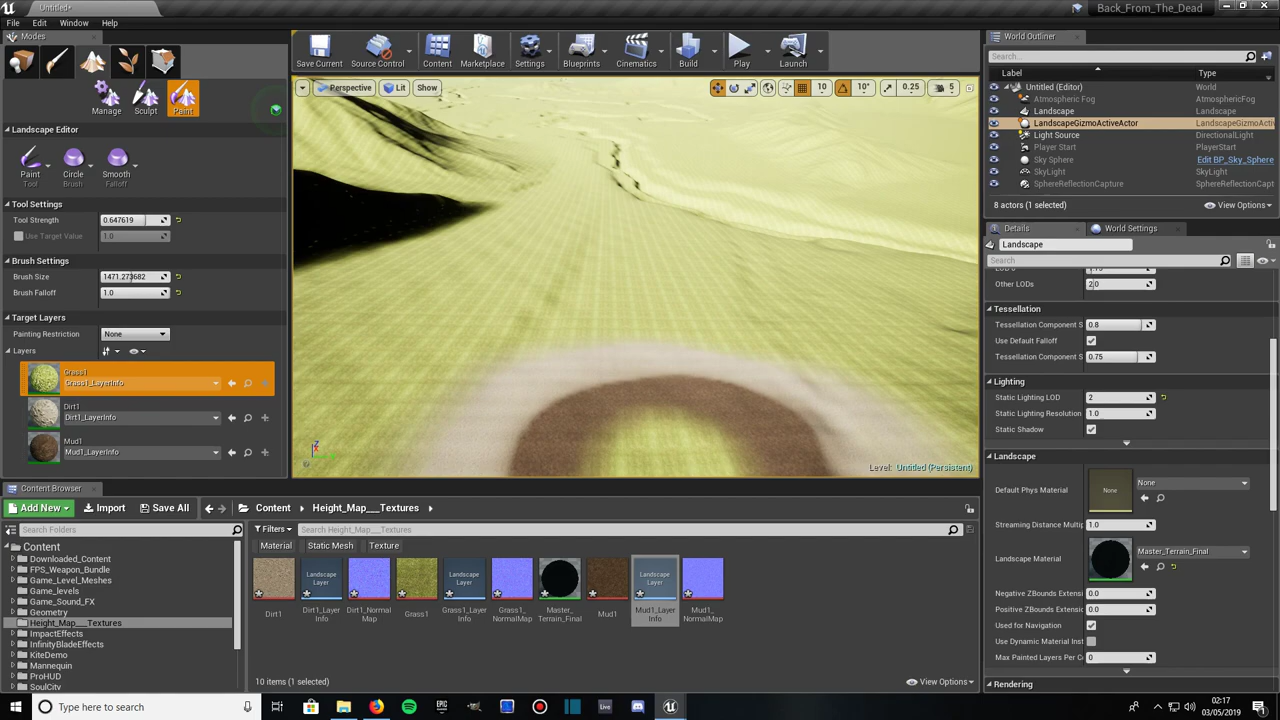 Untitled*
Back_From_The_Dead
File Edit Window Help
Modes
Manage Sculpt Paint
Landscape Editor
Paint Circle Smooth
Tool Brush Falloff
Tool Settings
Tool Strength 0.647619
Use Target Value 1.0
Brush Settings
Brush Size 1471.273682
Brush Falloff 1.0
Target Layers
Painting Restriction None
Layers
Grass1
Grass1_LayerInfo
Dirt1
Dirt1_LayerInfo
Mud1
Mud1_LayerInfo
Save Current Source Control Content Marketplace Settings Blueprints Cinematics Build Play Launch
Perspective Lit Show
10 10° 0.25 5
Level: Untitled (Persistent)
World Outliner
Search...
Label Type
Untitled (Editor) World
Atmospheric Fog AtmosphericFog
Landscape Landscape
LandscapeGizmoActiveActor LandscapeGizmoActiv
Light Source DirectionalLight
Player Start PlayerStart
Sky Sphere Edit BP_Sky_Sphere
SkyLight SkyLight
SphereReflectionCapture SphereReflectionCapt
8 actors (1 selected) View Options
Details World Settings
Landscape
Search
Other LODs 2.0
Tessellation
Tessellation Component S 0.8
Use Default Falloff
Tessellation Component S 0.75
Lighting
Static Lighting LOD 2
Static Lighting Resolution 1.0
Static Shadow
Landscape
Default Phys Material None None
Streaming Distance Multip 1.0
Landscape Material Master_Terrain_Final
Negative ZBounds Extens 0.0
Positive ZBounds Extensi 0.0
Used for Navigation
Use Dynamic Material Inst
Max Painted Layers Per C 0
Rendering
Content Browser
Add New Import Save All Content Height_Map___Textures
Search Folders
Filters Search Height_Map___Textures
Material Static Mesh Texture
Content
Downloaded_Content
FPS_Weapon_Bundle
Game_Level_Meshes
Game_levels
Game_Sound_FX
Geometry
Height_Map___Textures
ImpactEffects
InfinityBladeEffects
KiteDemo
Mannequin
ProHUD
SoulCity
Landscape Layer Landscape Layer Landscape Layer
Dirt1 Dirt1_Layer Info Dirt1_Normal Map Grass1 Grass1_Layer Info Grass1_ NormalMap Master_ Terrain_Final Mud1 Mud1_Layer Info Mud1_ NormalMap
10 items (1 selected) View Options
Type here to search
EPIC
Live
02:17
03/05/2019